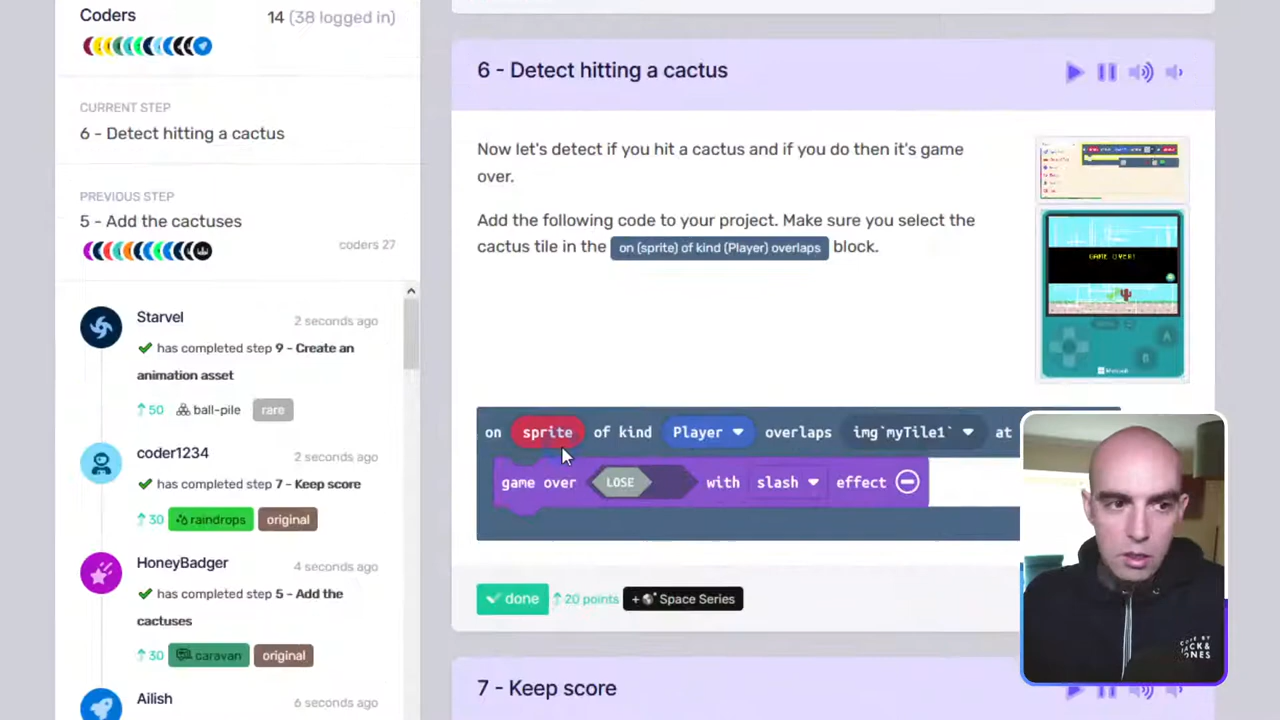 Coders
14 (38 logged in)
CURRENT STEP
6 - Detect hitting a cactus
PREVIOUS STEP
5 - Add the cactuses
coders 27
Starvel
2 seconds ago
has completed step 9 - Create an
animation asset
50 ball-pile rare
coder1234
2 seconds ago
has completed step 7 - Keep score
30 raindrops original
HoneyBadger
4 seconds ago
has completed step 5 - Add the
cactuses
30 caravan original
Ailish
6 seconds ago
6 - Detect hitting a cactus
Now let's detect if you hit a cactus and if you do then it's game
over.
Add the following code to your project. Make sure you select the
cactus tile in the on (sprite) of kind (Player) overlaps block.
GAME OVER!
A
B
Microsoft
on sprite of kind Player overlaps img`myTile1` at
game over LOSE with slash effect
done 20 points + Space Series
7 - Keep score
CODE BY
JACK &
JONES